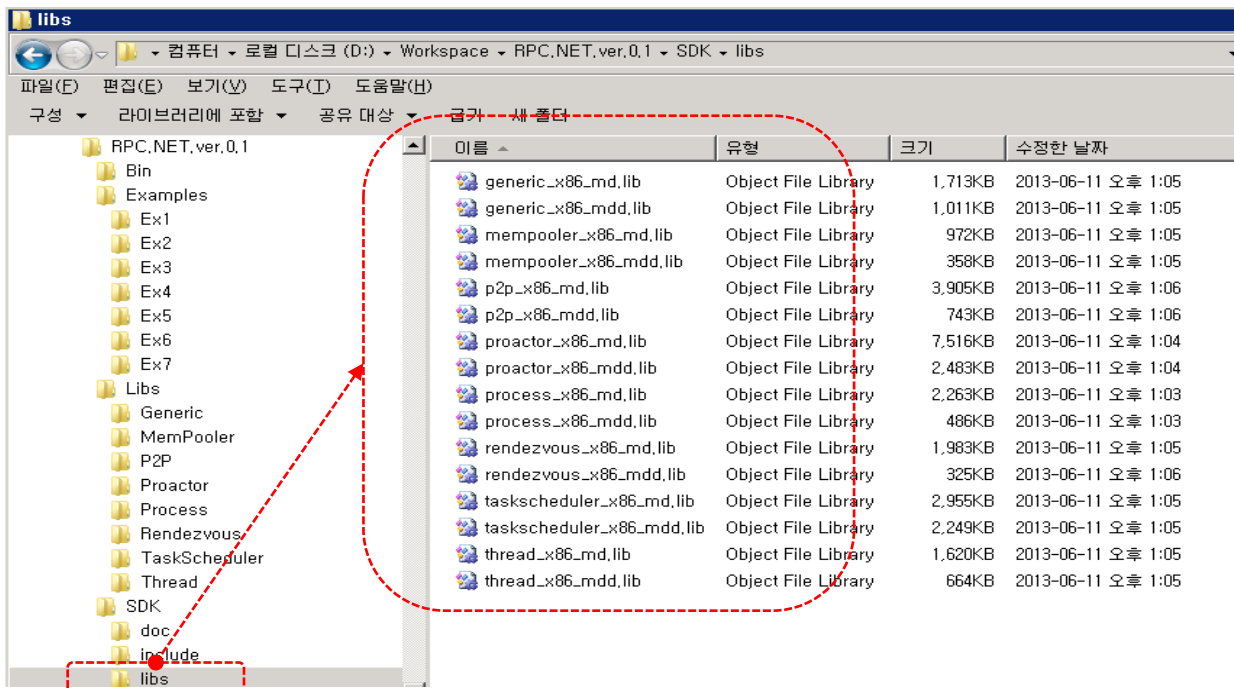 libs
컴퓨터 로컬 디스크 (D:) Workspace RPC.NET.ver.0.1 SDK libs
파일(F) 편집(E) 보기(V) 도구(T) 도움말(H)
구성 라이브러리에 포함 공유 대상 굽기 새 폴더
RPC.NET.ver.0.1
Bin
Examples
Ex1
Ex2
Ex3
Ex4
Ex5
Ex6
Ex7
Libs
Generic
MemPooler
P2P
Proactor
Process
Rendezvous
TaskScheduler
Thread
SDK
doc
include
libs
이름 유형 크기 수정한 날짜
generic_x86_md.lib Object File Library 1,713KB 2013-06-11 오후 1:05
generic_x86_mdd.lib Object File Library 1,011KB 2013-06-11 오후 1:05
mempooler_x86_md.lib Object File Library 972KB 2013-06-11 오후 1:05
mempooler_x86_mdd.lib Object File Library 358KB 2013-06-11 오후 1:05
p2p_x86_md.lib Object File Library 3,905KB 2013-06-11 오후 1:06
p2p_x86_mdd.lib Object File Library 743KB 2013-06-11 오후 1:06
proactor_x86_md.lib Object File Library 7,516KB 2013-06-11 오후 1:04
proactor_x86_mdd.lib Object File Library 2,483KB 2013-06-11 오후 1:04
process_x86_md.lib Object File Library 2,263KB 2013-06-11 오후 1:03
process_x86_mdd.lib Object File Library 486KB 2013-06-11 오후 1:03
rendezvous_x86_md.lib Object File Library 1,983KB 2013-06-11 오후 1:05
rendezvous_x86_mdd.lib Object File Library 325KB 2013-06-11 오후 1:06
taskscheduler_x86_md.lib Object File Library 2,955KB 2013-06-11 오후 1:05
taskscheduler_x86_mdd.lib Object File Library 2,249KB 2013-06-11 오후 1:05
thread_x86_md.lib Object File Library 1,620KB 2013-06-11 오후 1:05
thread_x86_mdd.lib Object File Library 664KB 2013-06-11 오후 1:05